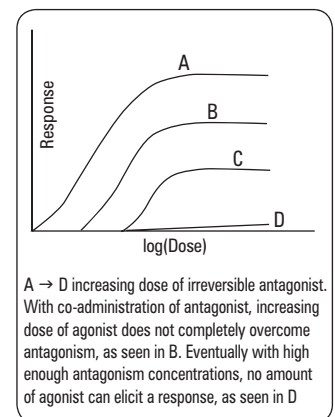 Response
A
B
C
D
log(Dose)
A → D increasing dose of irreversible antagonist.
With co-administration of antagonist, increasing
dose of agonist does not completely overcome
antagonism, as seen in B. Eventually with high
enough antagonism concentrations, no amount
of agonist can elicit a response, as seen in D